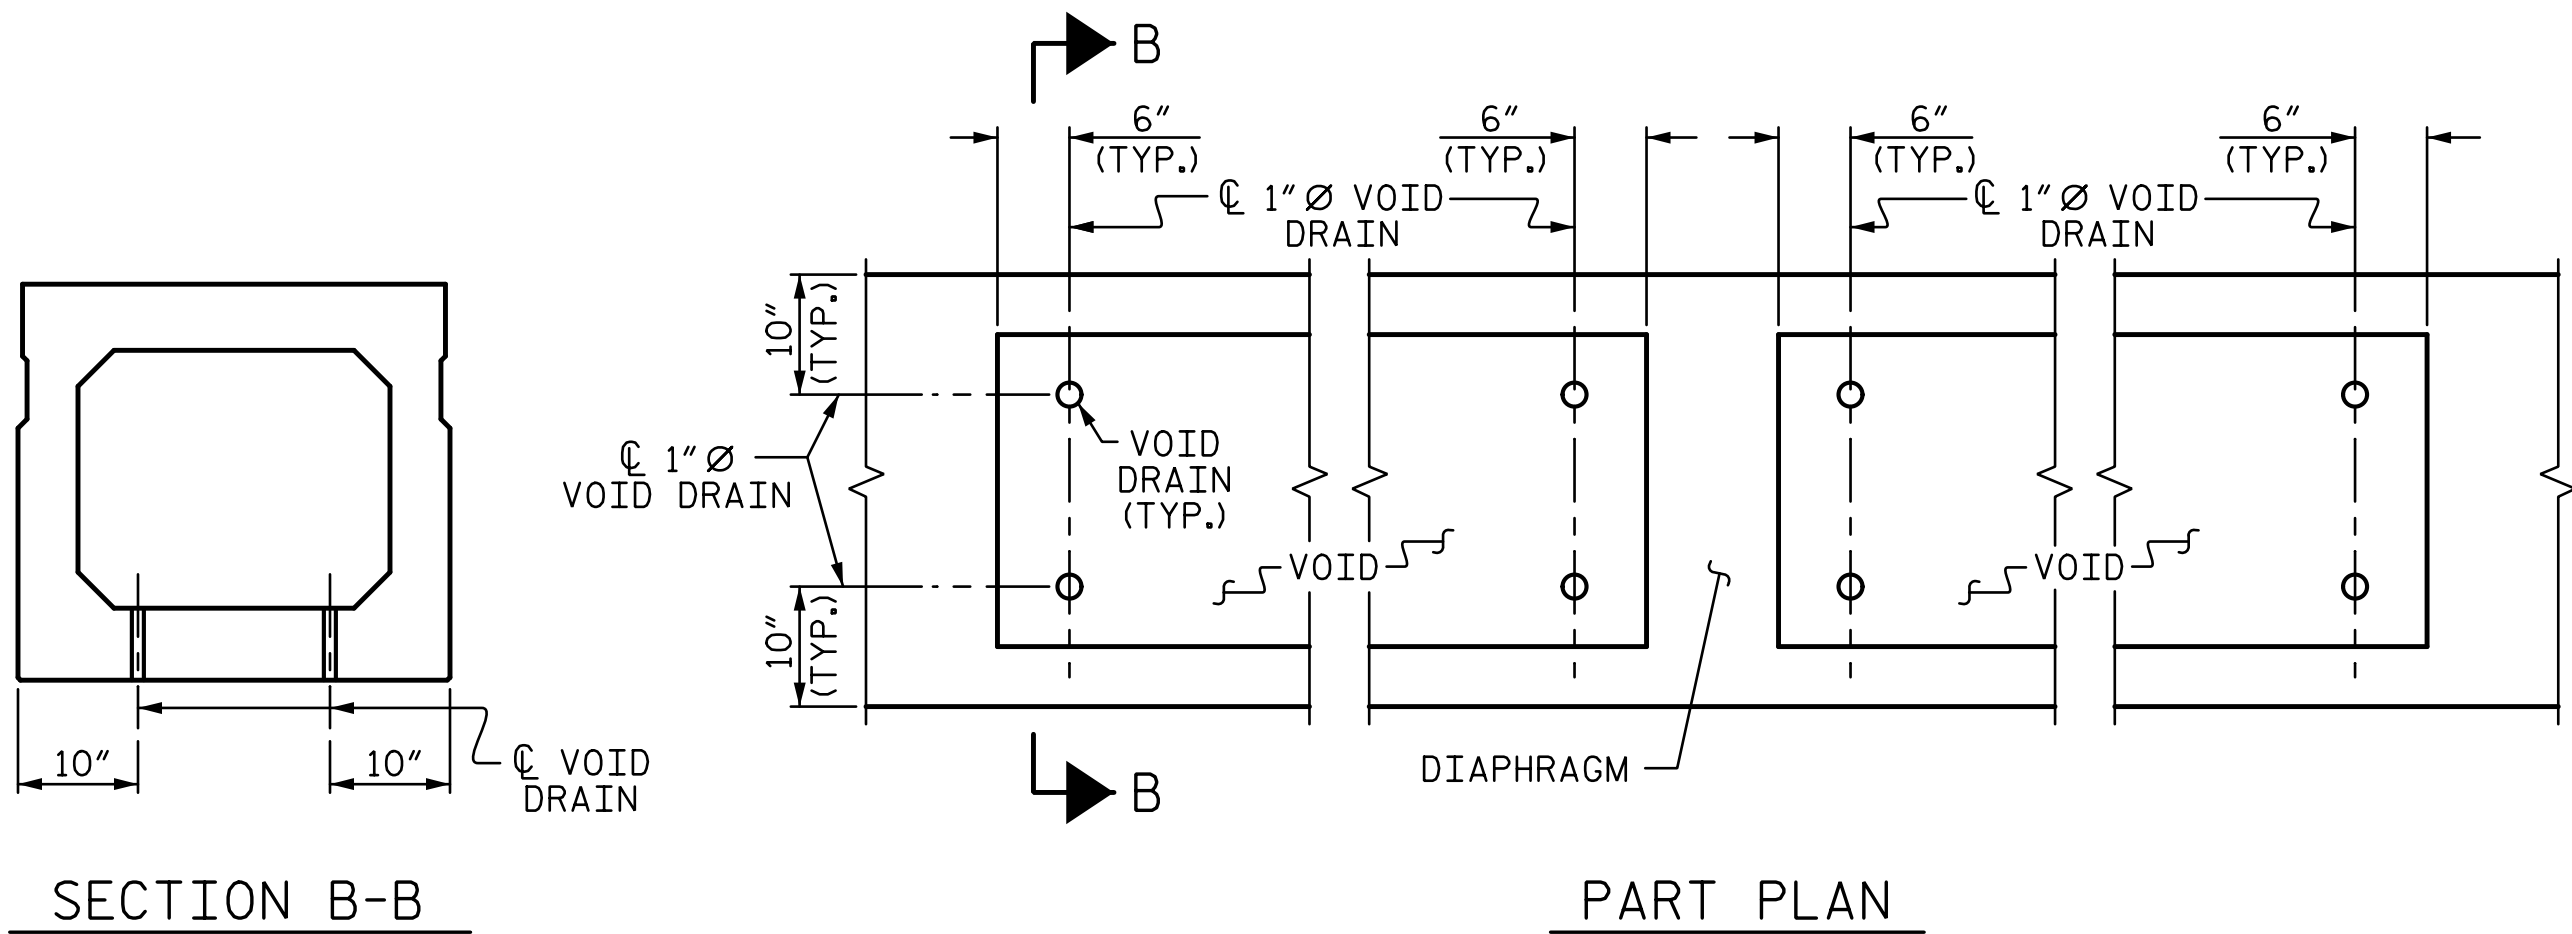 B
6" 6" 6" 6"
(TYP.) (TYP.) (TYP.) (TYP.)
℄ 1"Ø VOID
DRAIN
℄ 1"Ø VOID
DRAIN
10"
(TYP.)
℄ 1"Ø
VOID DRAIN
VOID
DRAIN
(TYP.)
VOID
VOID
10"
(TYP.)
10"
10"
℄ VOID
DRAIN
DIAPHRAGM
B
SECTION B-B
PART PLAN